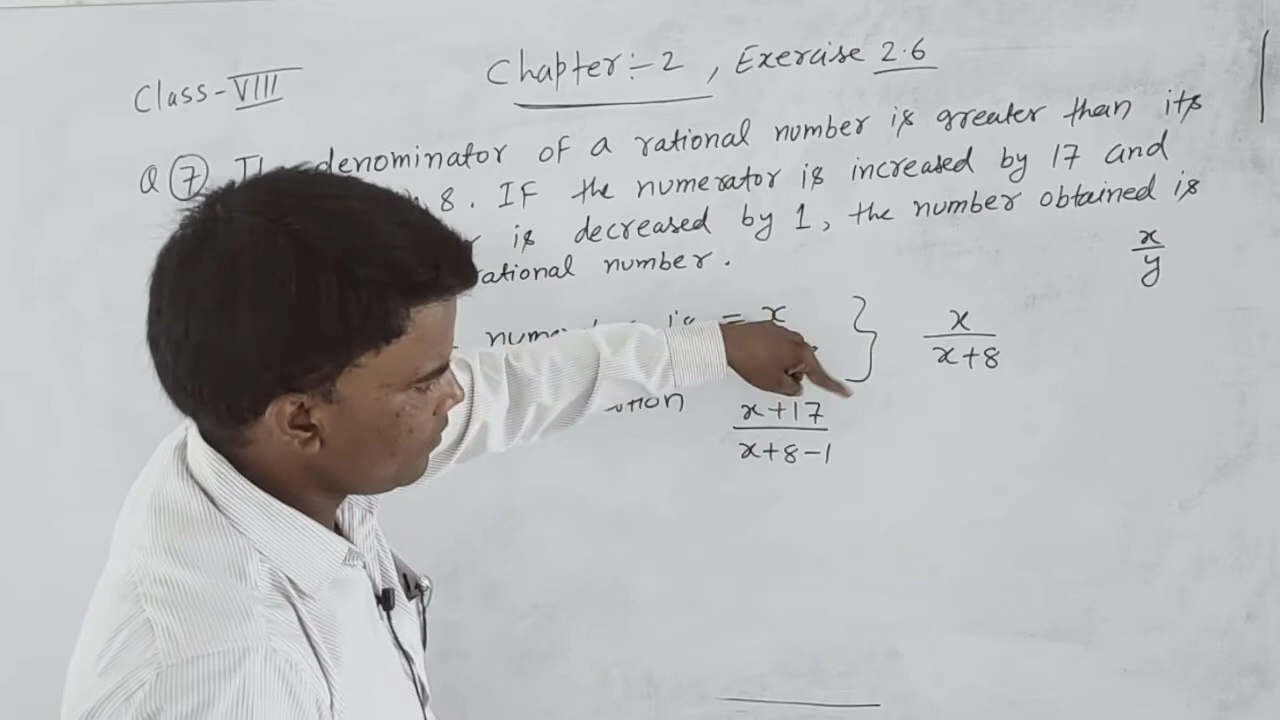 Class-VIII
Chapter:-2, Exercise 2.6
Q 7 denominator of a rational number is greater than its
8. IF the numerator is increased by 17 and
is decreased by 1, the number obtained is
rational number.
x/y
is = x
x/x+8
x+17/x+8-1